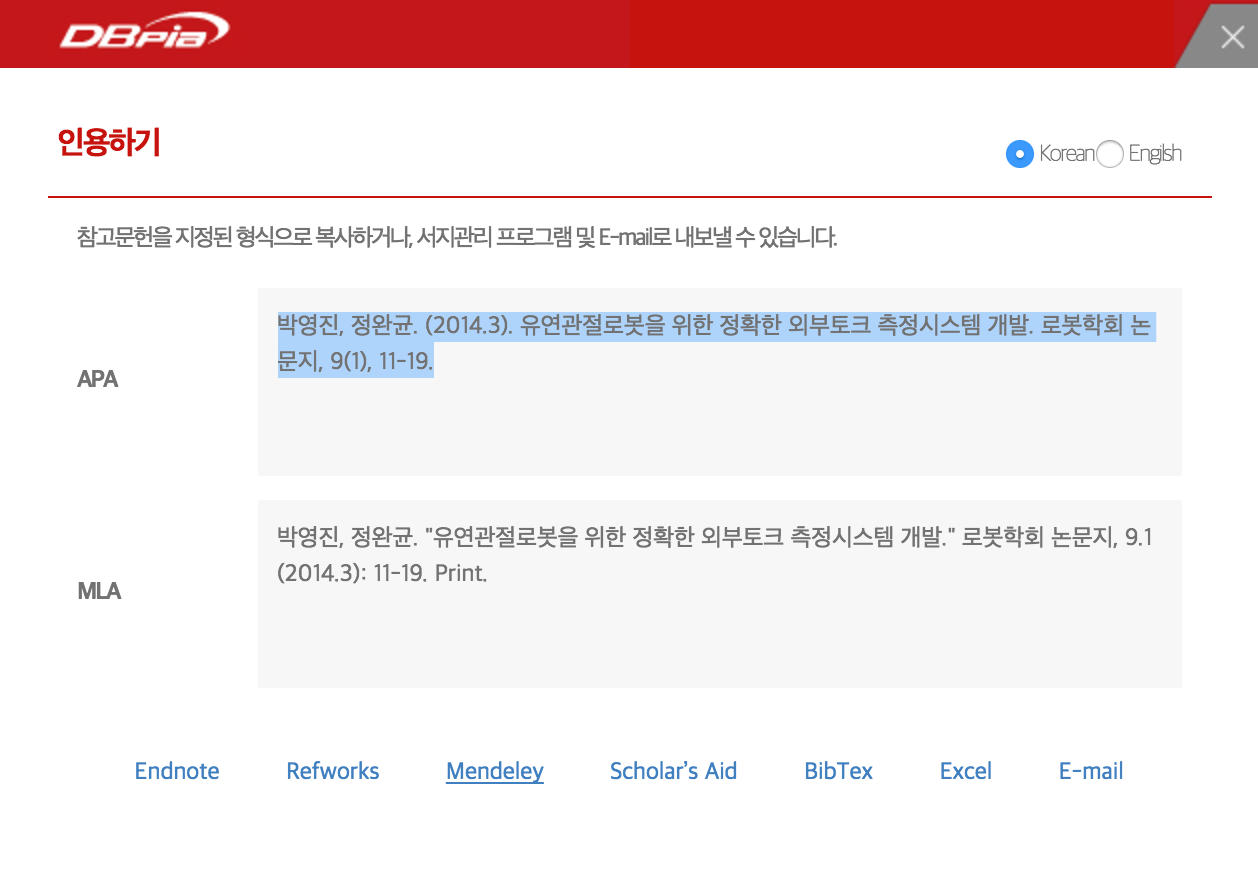 DBpia
인용하기
Korean Engilsh
참고문헌을 지정된 형식으로 복사하거나, 서지관리 프로그램 및 E-mail로 내보낼 수 있습니다.
APA
박영진, 정완균. (2014.3). 유연관절로봇을 위한 정확한 외부토크 측정시스템 개발. 로봇학회 논
문지, 9(1), 11-19.
MLA
박영진, 정완균. "유연관절로봇을 위한 정확한 외부토크 측정시스템 개발." 로봇학회 논문지, 9.1
(2014.3): 11-19. Print.
Endnote Refworks Mendeley Scholar's Aid BibTex Excel E-mail